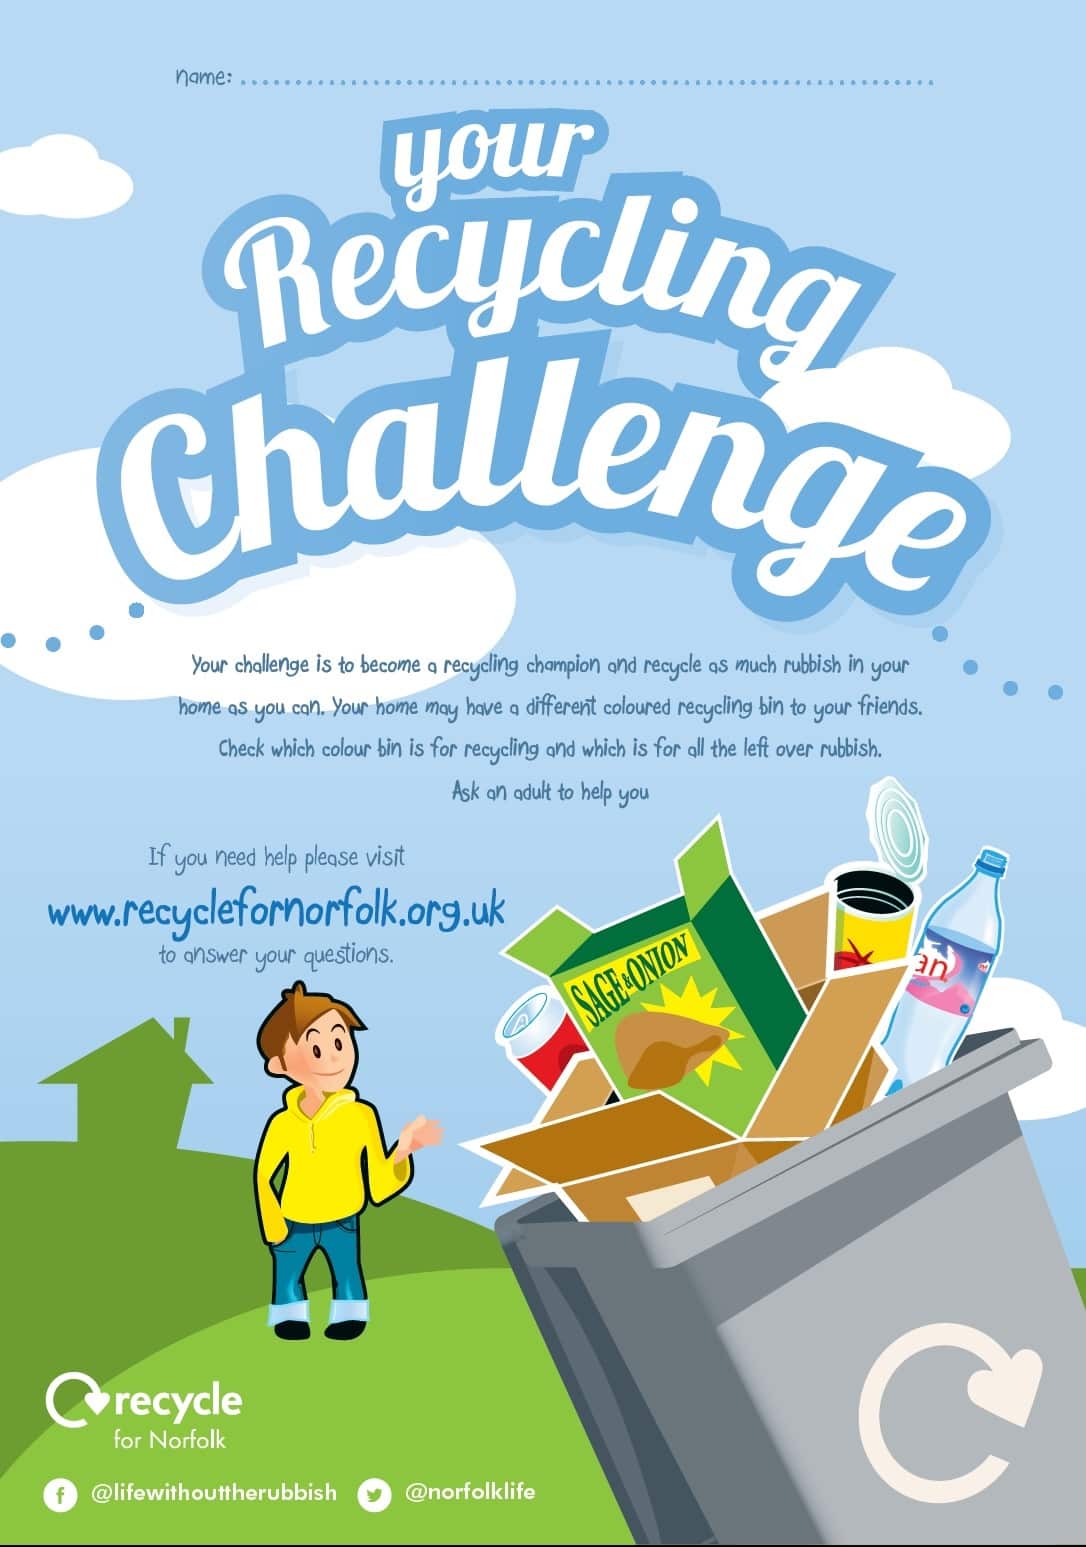 name:
your
Recycling
Challenge
Your challenge is to become a recycling champion and recycle as much rubbish in your
home as you can. Your home may have a different coloured recycling bin to your friends.
Check which colour bin is for recycling and which is for all the left over rubbish.
Ask an adult to help you
If you need help please visit
www.recyclefornorfolk.org.uk
to answer your questions.
SAGE & ONION
an
recycle
for Norfolk
@lifewithouttherubbish
@norfolklife